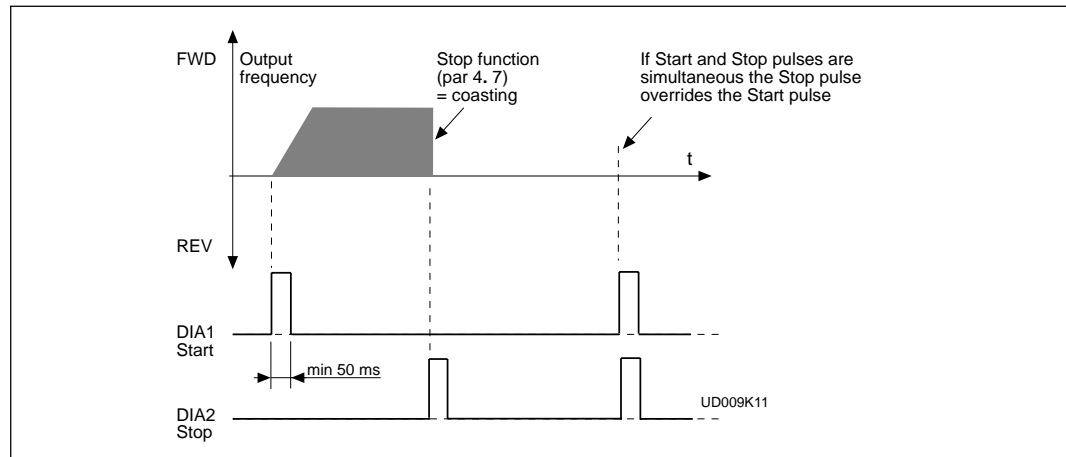 FWD
Output
frequency
Stop function
(par 4. 7)
= coasting
If Start and Stop pulses are
simultaneous the Stop pulse
overrides the Start pulse
t
REV
DIA1
Start
min 50 ms
DIA2
Stop
UD009K11